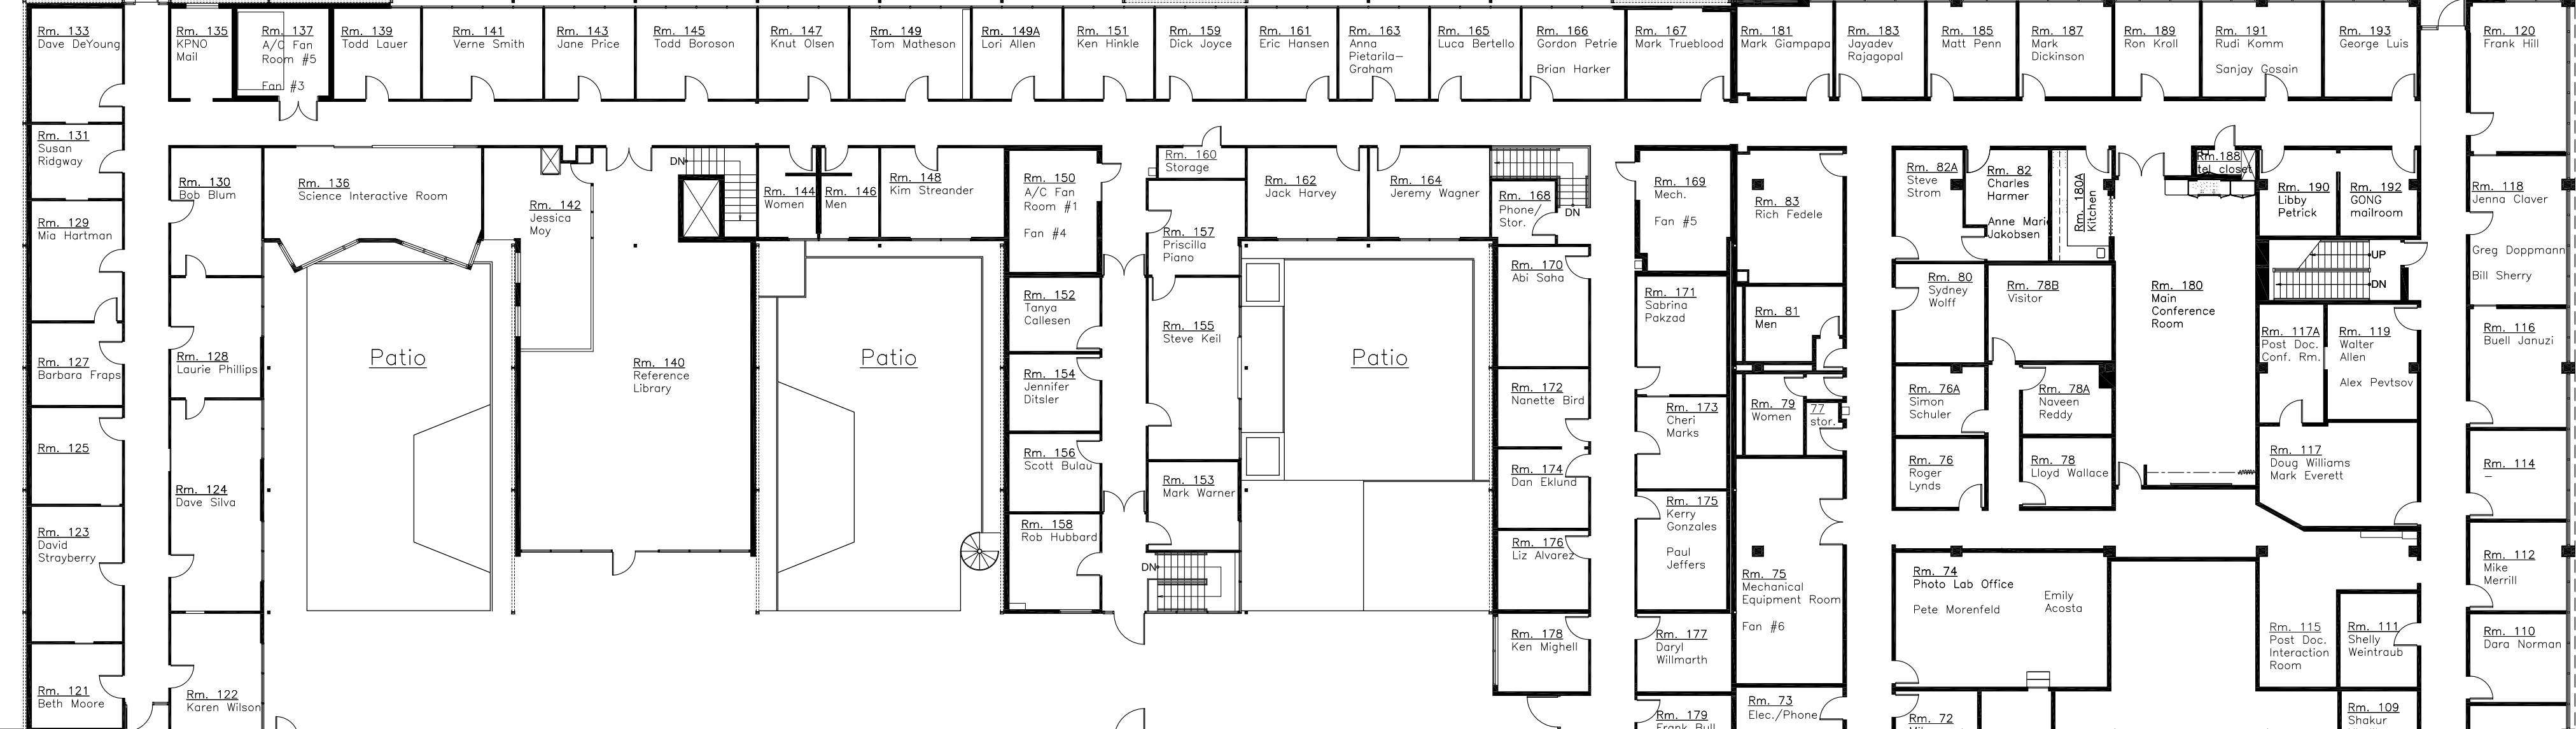 Rm. 133
Dave DeYoung
Rm. 135
KPNO
Mail
Rm. 137
A/C Fan
Room #5
Fan #3
Rm. 139
Todd Lauer
Rm. 141
Verne Smith
Rm. 143
Jane Price
Rm. 145
Todd Boroson
Rm. 147
Knut Olsen
Rm. 149
Tom Matheson
Rm. 149A
Lori Allen
Rm. 151
Ken Hinkle
Rm. 159
Dick Joyce
Rm. 161
Eric Hansen
Rm. 163
Anna
Pietarila-
Graham
Rm. 165
Luca Bertello
Rm. 166
Gordon Petrie
Brian Harker
Rm. 167
Mark Trueblood
Rm. 181
Mark Giampapa
Rm. 183
Jayadev
Rajagopal
Rm. 185
Matt Penn
Rm. 187
Mark
Dickinson
Rm. 189
Ron Kroll
Rm. 191
Rudi Komm
Sanjay Gosain
Rm. 193
George Luis
Rm. 120
Frank Hill
Rm. 131
Susan
Ridgway
Rm. 130
Bob Blum
Rm. 136
Science Interactive Room
Rm. 142
Jessica
Moy
DN
Rm. 144
Women
Rm. 146
Men
Rm. 148
Kim Streander
Rm. 150
A/C Fan
Room #1
Fan #4
Rm. 160
Storage
Rm. 157
Priscilla
Piano
Rm. 162
Jack Harvey
Rm. 164
Jeremy Wagner
Rm. 168
Phone/
Stor.
DN
Rm. 169
Mech.
Fan #5
Rm. 83
Rich Fedele
Rm. 82A
Steve
Strom
Rm. 82
Charles
Harmer
Anne Marie
Jakobsen
Rm. 180A
Kitchen
Rm.188
tel closet
Rm. 190
Libby
Petrick
Rm. 192
GONG
mailroom
Rm. 118
Jenna Claver
Greg Doppmann
Bill Sherry
Rm. 129
Mia Hartman
UP
DN
Rm. 127
Barbara Fraps
Rm. 128
Laurie Phillips
Patio
Rm. 140
Reference
Library
Patio
Rm. 152
Tanya
Callesen
Rm. 154
Jennifer
Ditsler
Rm. 155
Steve Keil
Patio
Rm. 170
Abi Saha
Rm. 171
Sabrina
Pakzad
Rm. 81
Men
Rm. 80
Sydney
Wolff
Rm. 78B
Visitor
Rm. 180
Main
Conference
Room
Rm. 117A
Post Doc.
Conf. Rm.
Rm. 119
Walter
Allen
Alex Pevtsov
Rm. 116
Buell Januzi
Rm. 172
Nanette Bird
Rm. 173
Cheri
Marks
Rm. 79
Women
77
stor.
Rm. 76A
Simon
Schuler
Rm. 78A
Naveen
Reddy
Rm. 125
Rm. 124
Dave Silva
Rm. 156
Scott Bulau
Rm. 153
Mark Warner
Rm. 174
Dan Eklund
Rm. 76
Roger
Lynds
Rm. 78
Lloyd Wallace
Rm. 117
Doug Williams
Mark Everett
Rm. 114
–
Rm. 123
David
Strayberry
Rm. 158
Rob Hubbard
DN
Rm. 176
Liz Alvarez
Rm. 175
Kerry
Gonzales
Paul
Jeffers
Rm. 75
Mechanical
Equipment Room
Fan #6
Rm. 74
Photo Lab Office
Pete Morenfeld
Emily
Acosta
Rm. 112
Mike
Merrill
Rm. 121
Beth Moore
Rm. 122
Karen Wilson
Rm. 178
Ken Mighell
Rm. 177
Daryl
Willmarth
Rm. 115
Post Doc.
Interaction
Room
Rm. 111
Shelly
Weintraub
Rm. 110
Dara Norman
Rm. 179
Frank Bull
Rm. 73
Elec./Phone
Rm. 72
Rm. 109
Shakur